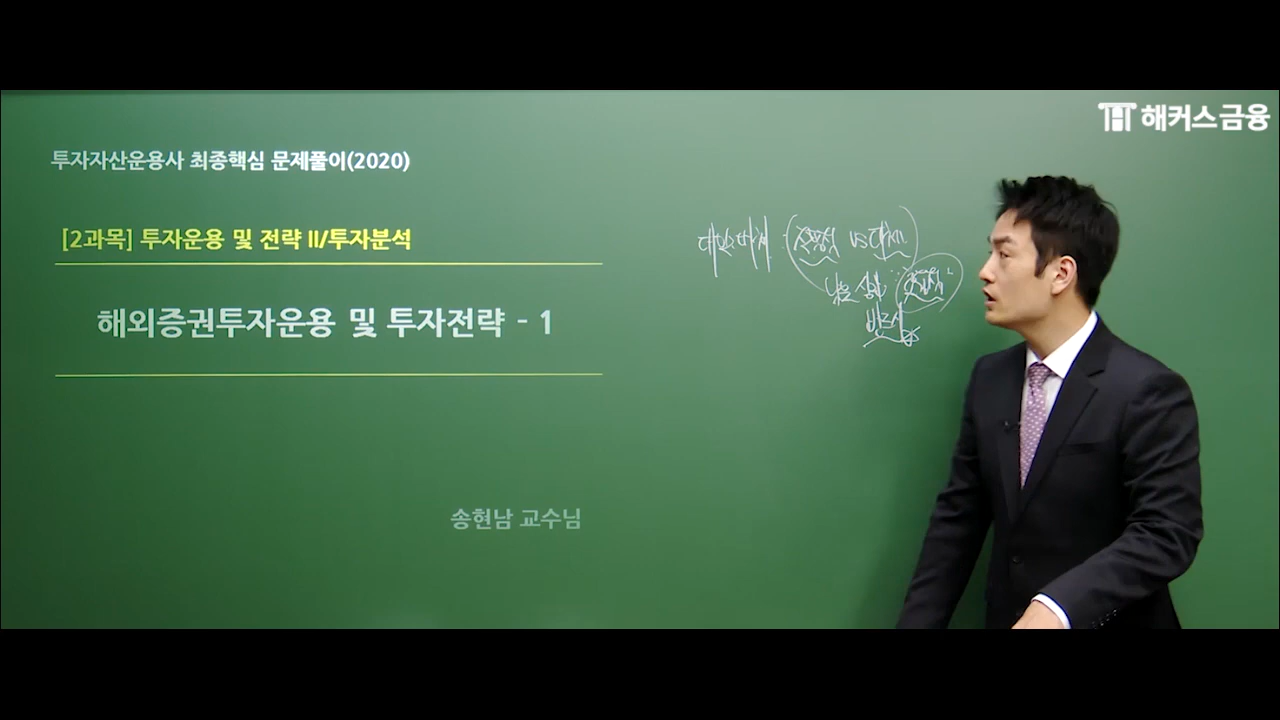 해커스금융
투자자산운용사 최종핵심 문제풀이(2020)
[2과목] 투자운용 및 전략 II/투자분석
해외증권투자운용 및 투자전략 - 1
송현남 교수님
vs